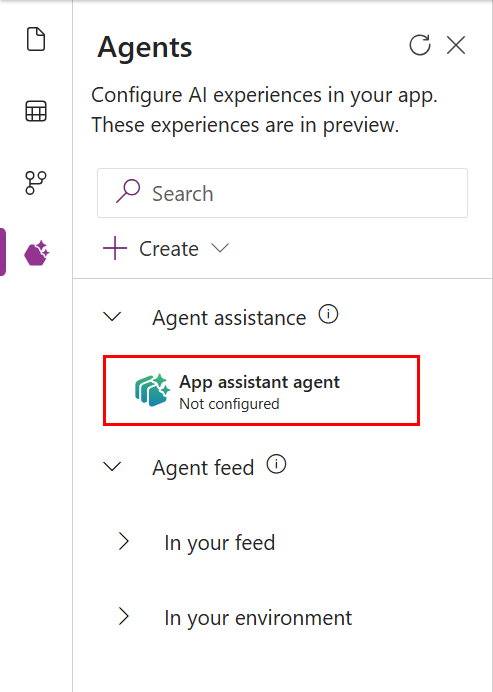 Agents
Configure AI experiences in your app.
These experiences are in preview.
Search
Create
Agent assistance
App assistant agent
Not configured
Agent feed
In your feed
In your environment